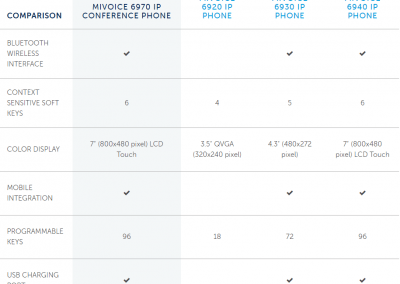 MIVOICE 6970 IP
CONFERENCE PHONE
6920 IP
PHONE
6930 IP
PHONE
6940 IP
PHONE
COMPARISON
BLUETOOTH
WIRELESS
INTERFACE
CONTEXT
SENSITIVE SOFT
KEYS
6
4
5
6
COLOR DISPLAY
7" (800x480 pixel) LCD
Touch
3.5" QVGA
(320x240 pixel)
4.3" (480x272
pixel)
7" (800x480
pixel) LCD Touch
MOBILE
INTEGRATION
PROGRAMMABLE
KEYS
96
18
72
96
USB CHARGING